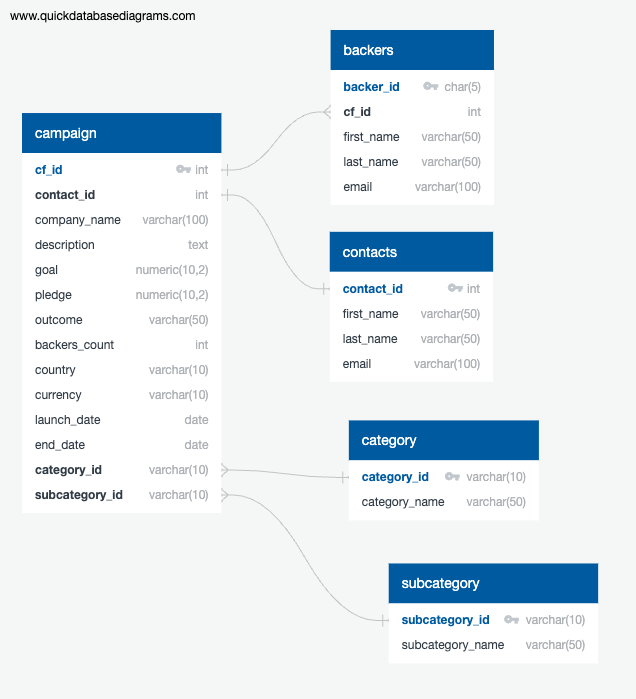 www.quickdatabasediagrams.com
campaign
cf_id int
contact_id int
company_name varchar(100)
description text
goal numeric(10,2)
pledge numeric(10,2)
outcome varchar(50)
backers_count int
country varchar(10)
currency varchar(10)
launch_date date
end_date date
category_id varchar(10)
subcategory_id varchar(10)
backers
backer_id char(5)
cf_id int
first_name varchar(50)
last_name varchar(50)
email varchar(100)
contacts
contact_id int
first_name varchar(50)
last_name varchar(50)
email varchar(100)
category
category_id varchar(10)
category_name varchar(50)
subcategory
subcategory_id varchar(10)
subcategory_name varchar(50)